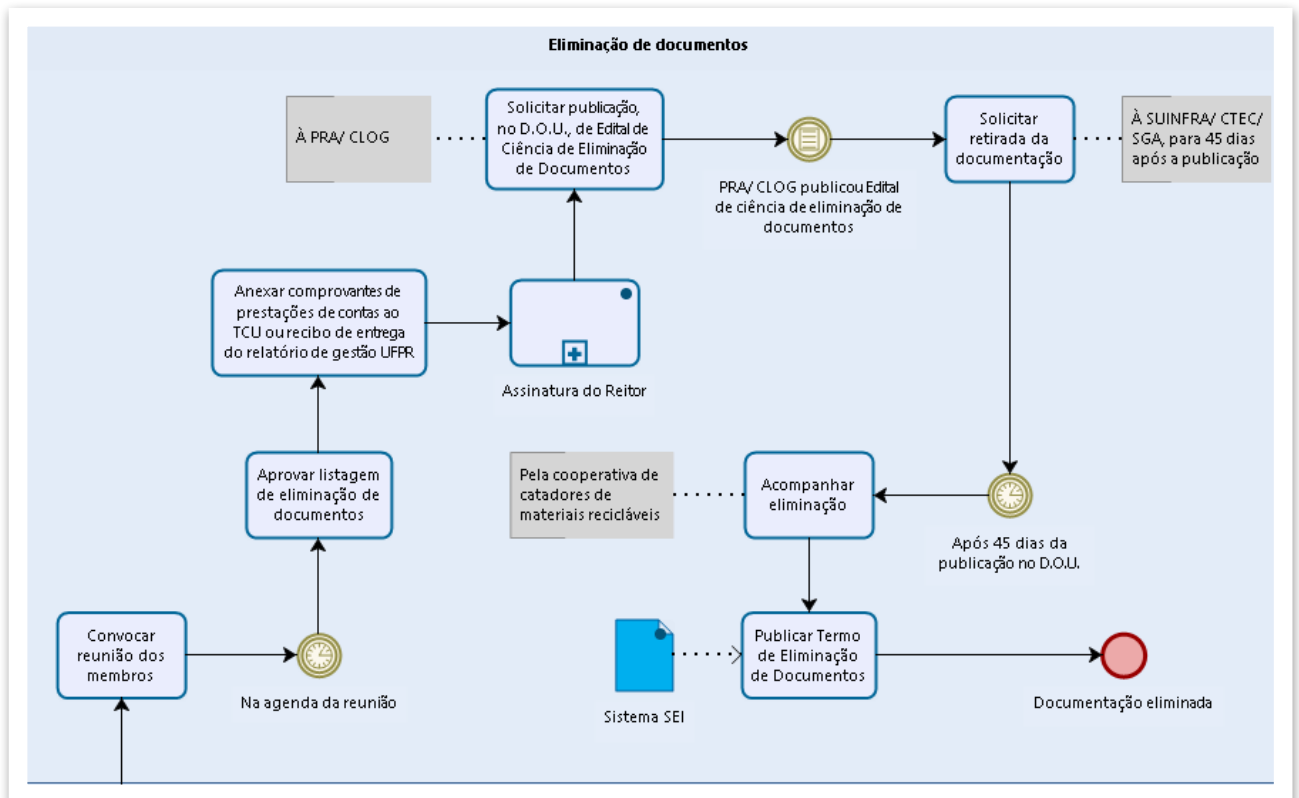 Eliminação de documentos
À PRA/ CLOG
Solicitar publicação,
no D.O.U., de Edital de
Ciência de Eliminação
de Documentos
PRA/ CLOG publicou Edital
de ciência de eliminação de
documentos
Solicitar
retirada da
documentação
À SUINFRA/ CTEC/
SGA, para 45 dias
após a publicação
Anexar comprovantes de
prestações de contas ao
TCU ou recibo de entrega
do relatório de gestão UFPR
Assinatura do Reitor
Aprovar listagem
de eliminação de
documentos
Pela cooperativa de
catadores de
materiais recicláveis
Acompanhar
eliminação
Após 45 dias da
publicação no D.O.U.
Convocar
reunião dos
membros
Na agenda da reunião
Sistema SEI
Publicar Termo
de Eliminação
de Documentos
Documentação eliminada